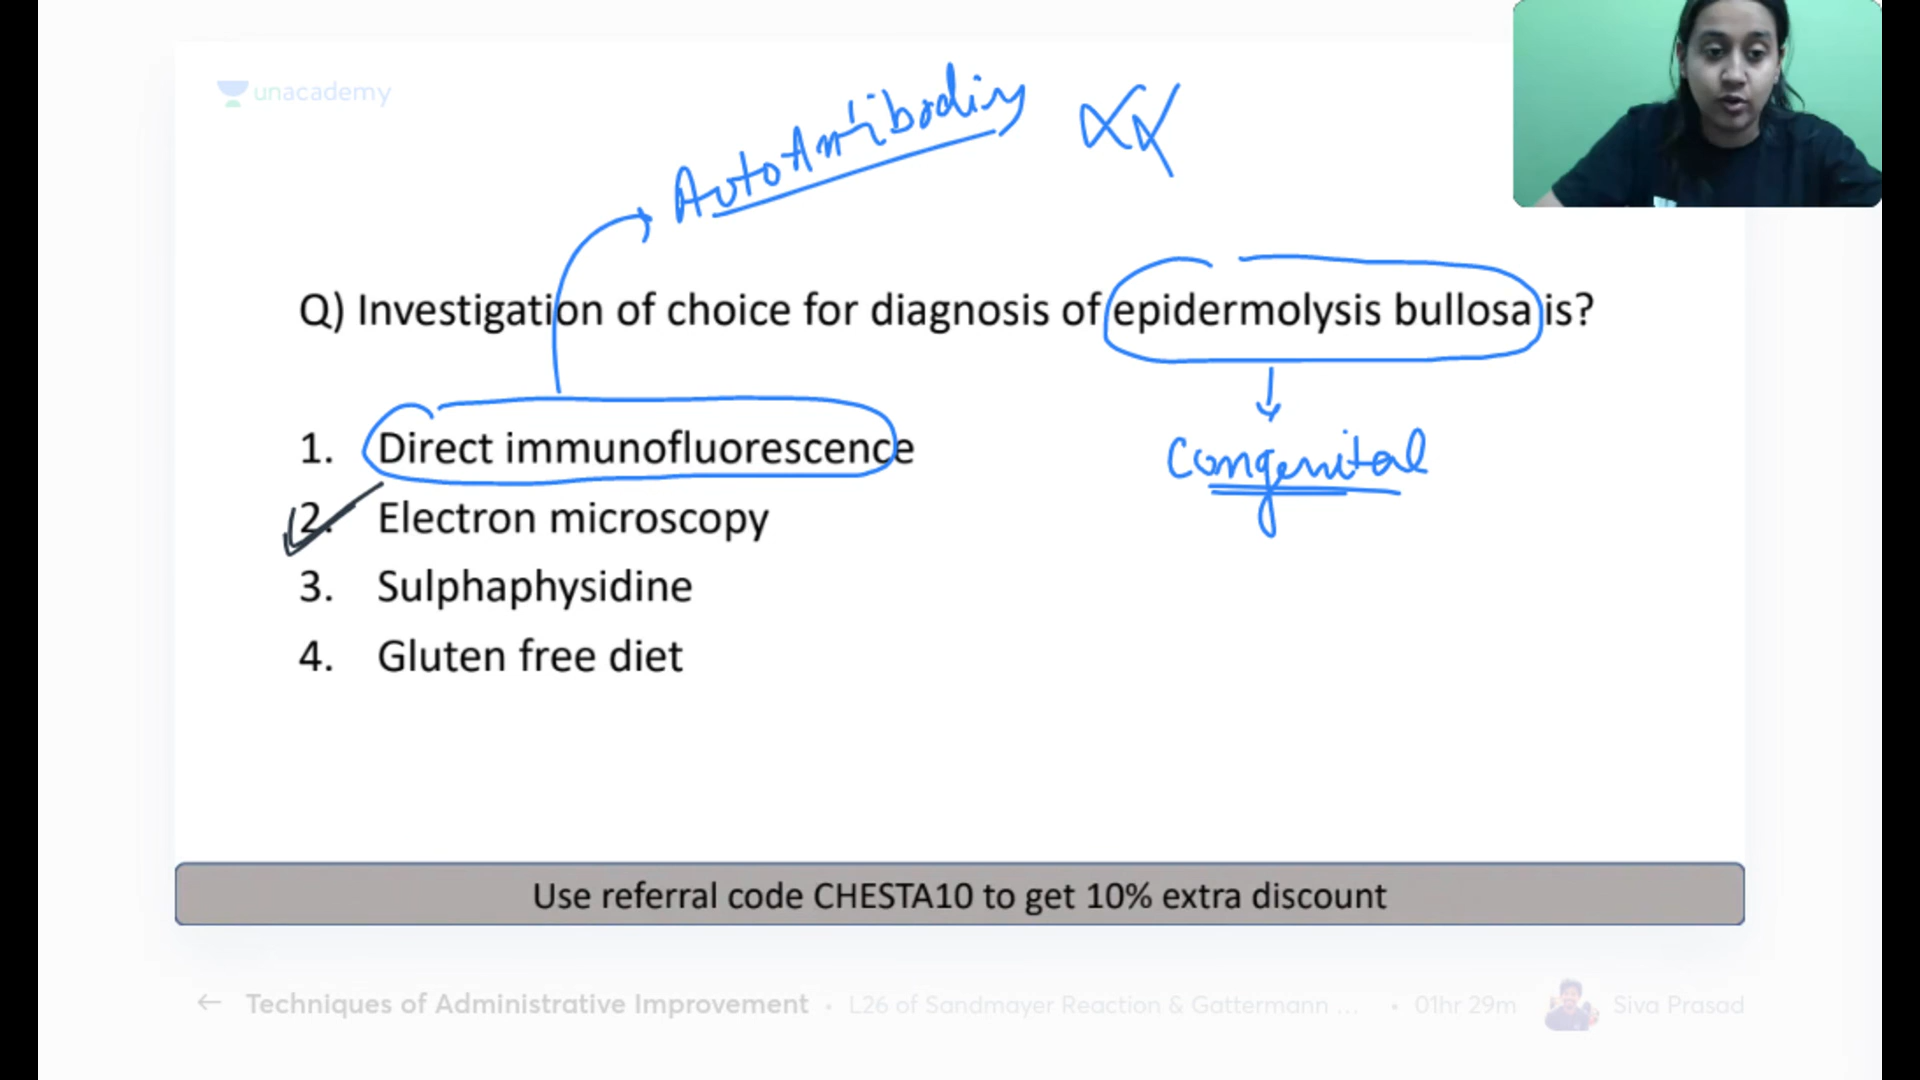 unacademy
AutoAntibodies
Q) Investigation of choice for diagnosis of epidermolysis bullosa is?
1. Direct immunofluorescence
Congenital
2. Electron microscopy
3. Sulphaphysidine
4. Gluten free diet
Use referral code CHESTA10 to get 10% extra discount
← Techniques of Administrative Improvement • L26 of Sandmayer Reaction & Gattermann ... • 01hr 29m Siva Prasad